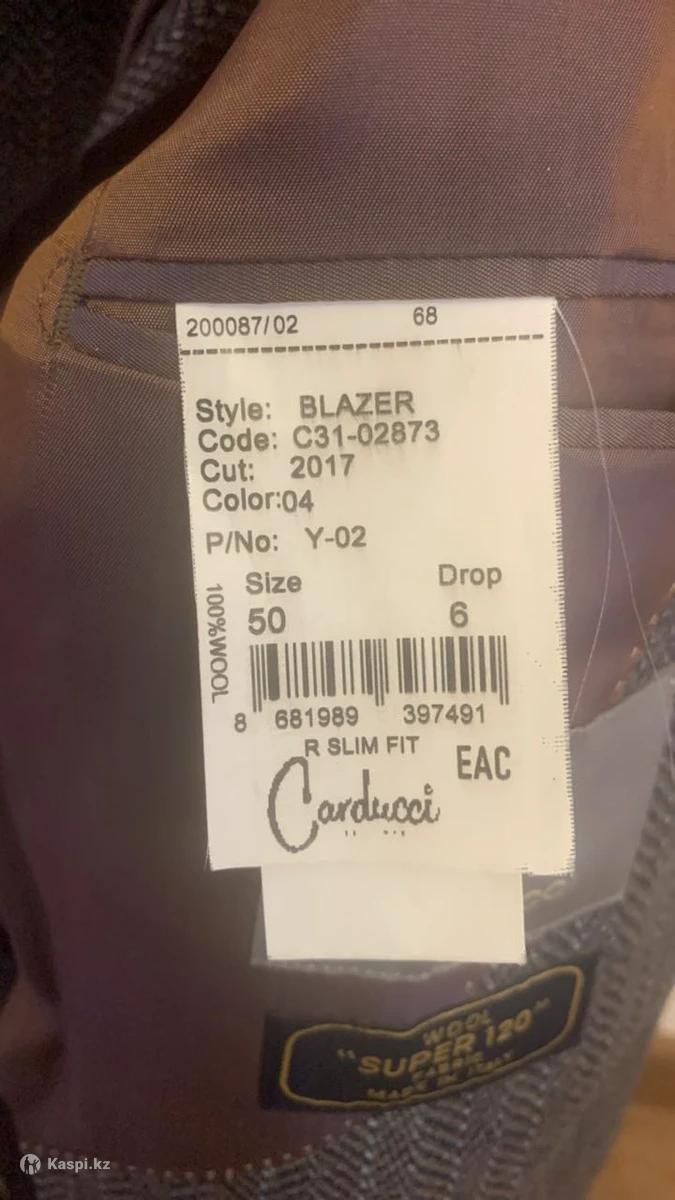 200087/02 68
Style: BLAZER
Code: C31-02873
Cut: 2017
Color:04
P/No: Y-02
Size Drop
50 6
100%WOOL
8 681989 397491
R SLIM FIT
EAC
Carducci
WOOL
"SUPER 120"
FABRIC
MADE IN ITALY
Kaspi.kz